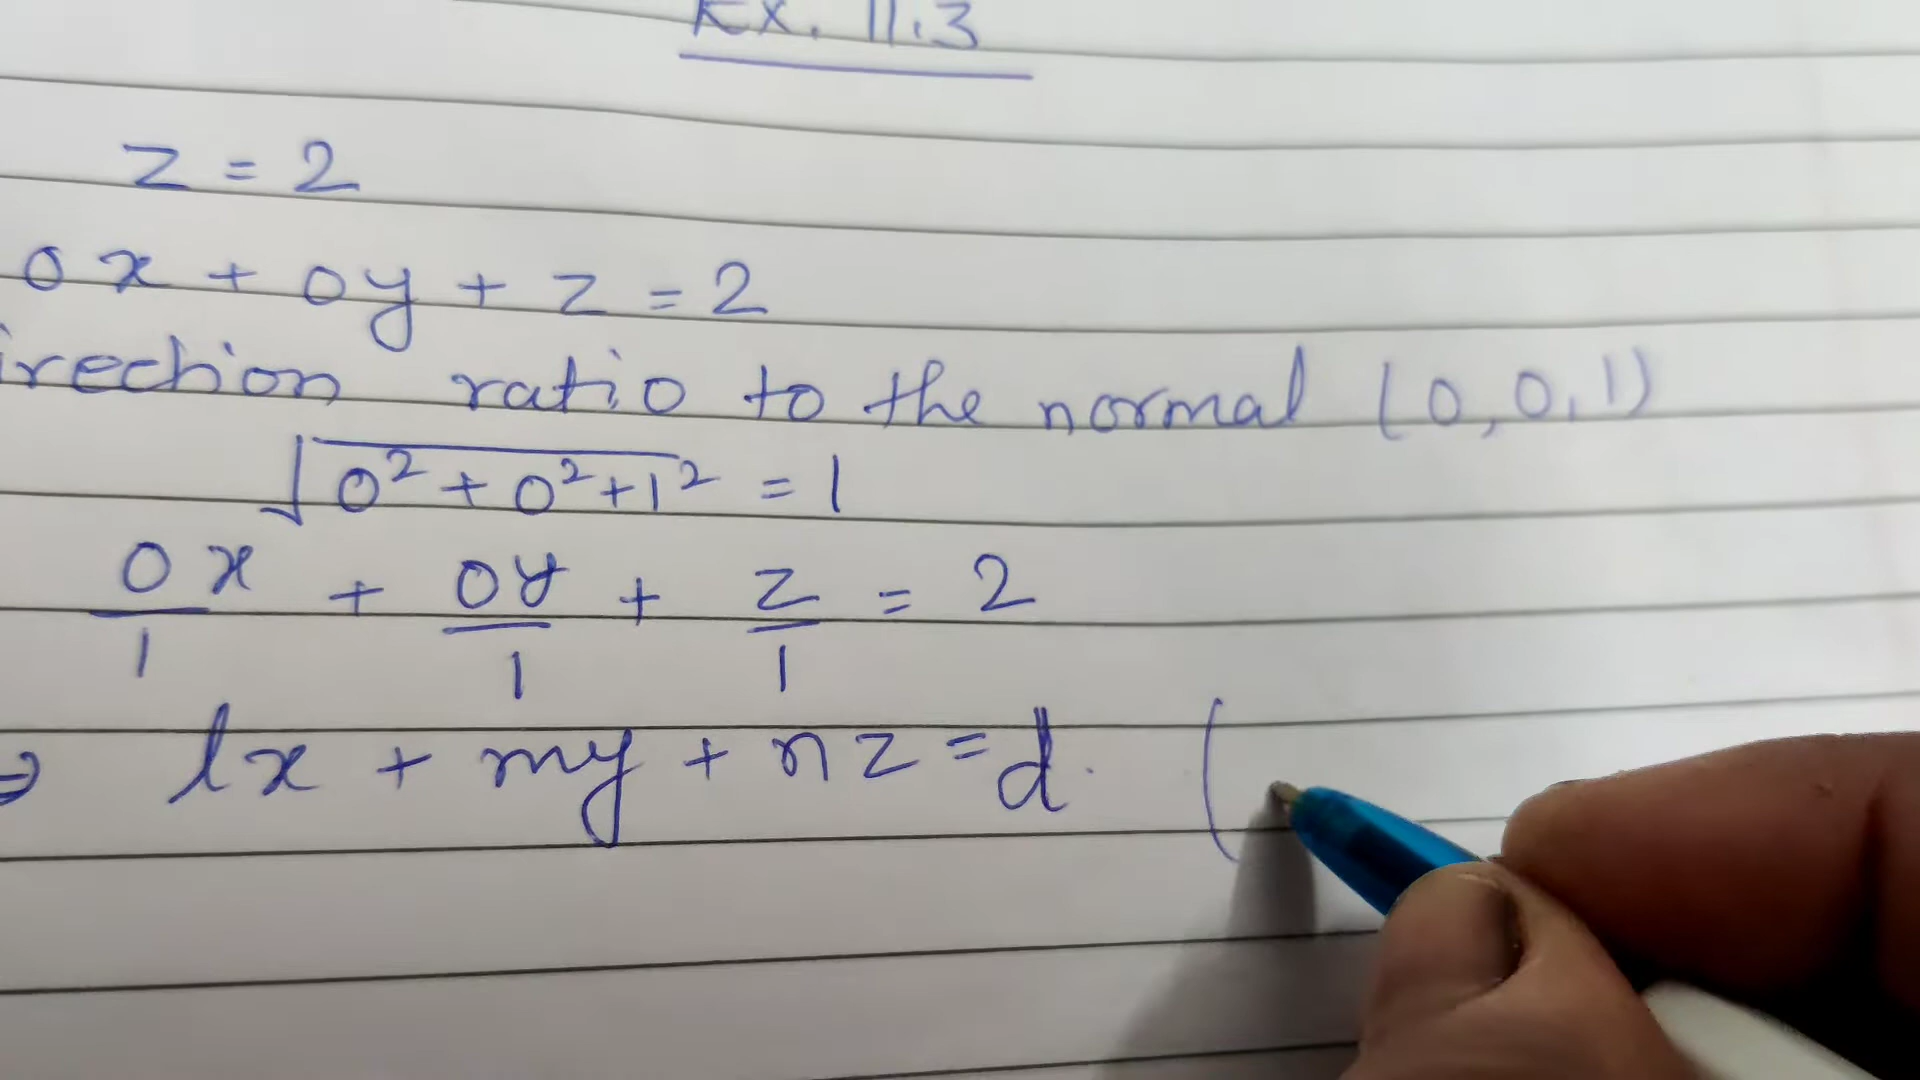 Ex. 11.3
z = 2
0x + 0y + z = 2
irection ratio to the normal (0,0,1)
√0² + 0² + 1² = 1
0x/1 + 0y/1 + z/1 = 2
⇒ lx + my + nz = d. (